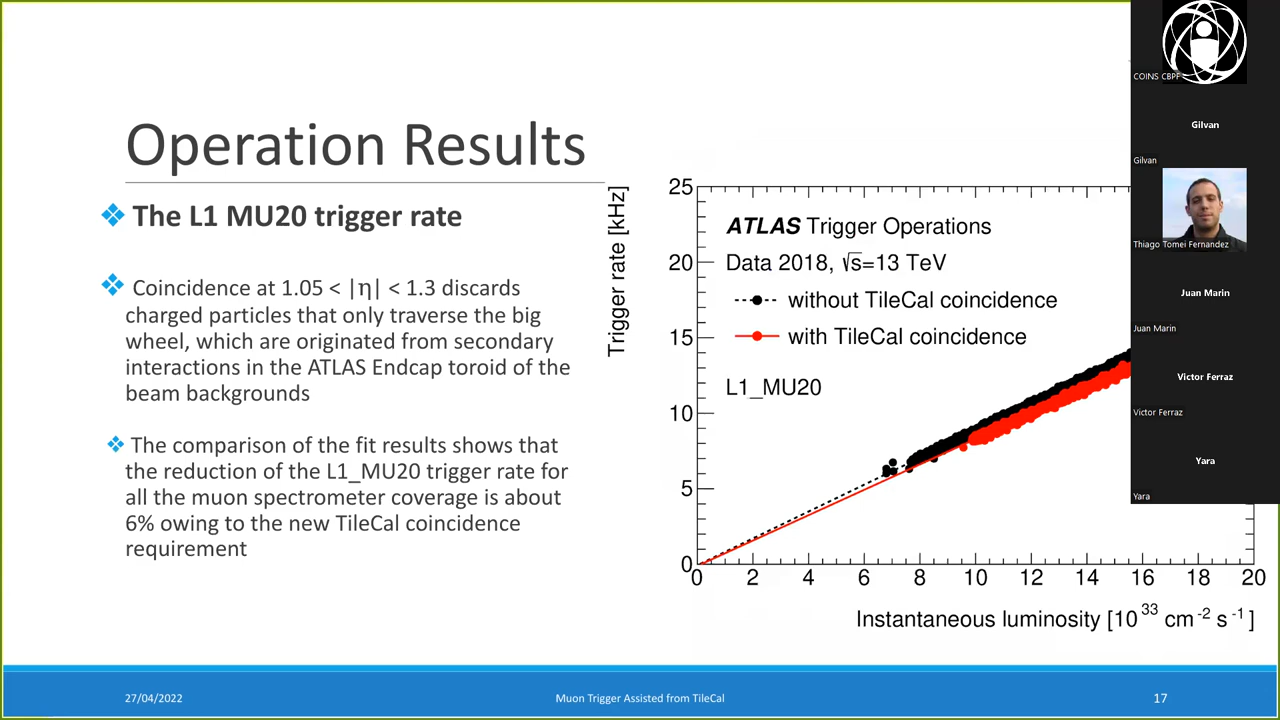 Operation Results
❖ The L1 MU20 trigger rate
❖ Coincidence at 1.05 < |η| < 1.3 discards
charged particles that only traverse the big
wheel, which are originated from secondary
interactions in the ATLAS Endcap toroid of the
beam backgrounds
❖ The comparison of the fit results shows that
the reduction of the L1_MU20 trigger rate for
all the muon spectrometer coverage is about
6% owing to the new TileCal coincidence
requirement
Trigger rate [kHz]
25
20
15
10
5
0
ATLAS Trigger Operations
Data 2018, √s=13 TeV
without TileCal coincidence
with TileCal coincidence
L1_MU20
0 2 4 6 8 10 12 14 16 18 20
Instantaneous luminosity [10³³ cm⁻² s⁻¹]
COINS CBPF
Gilvan
Gilvan
Thiago Tomei Fernandez
Juan Marin
Juan Marin
Victor Ferraz
Victor Ferraz
Yara
Yara
27/04/2022
Muon Trigger Assisted from TileCal
17